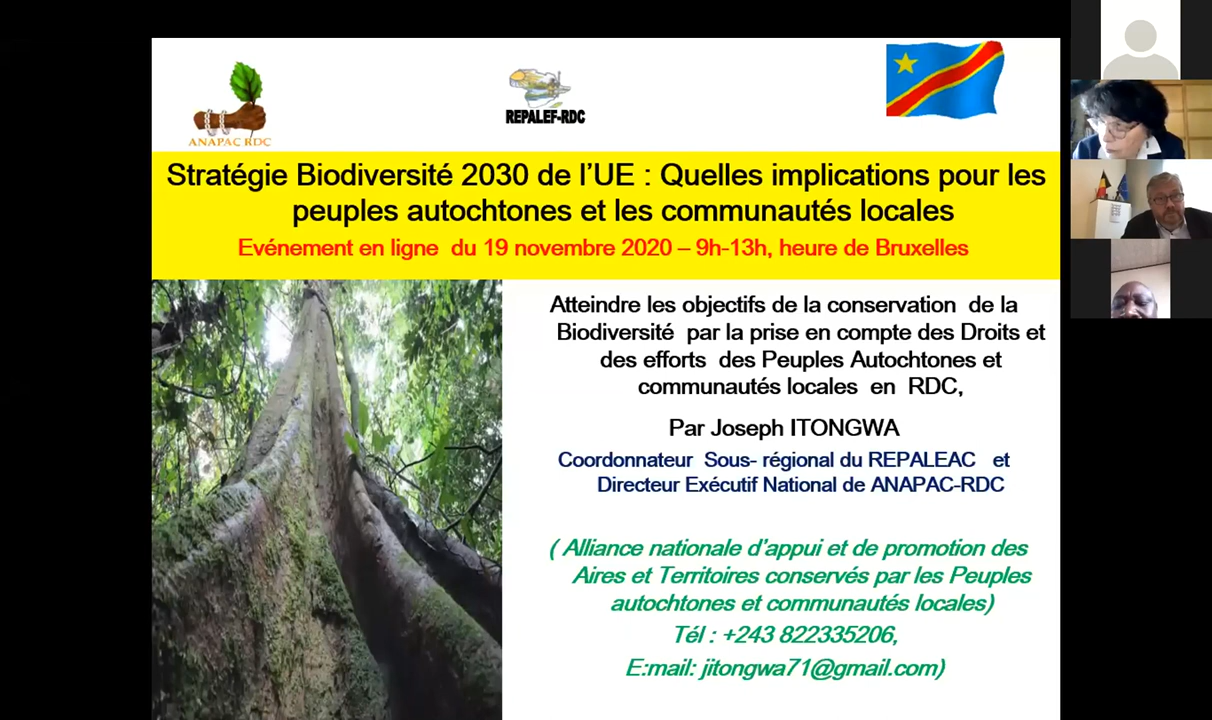 ANAPAC RDC
REPALEF-RDC
Stratégie Biodiversité 2030 de l'UE : Quelles implications pour les
peuples autochtones et les communautés locales
Evénement en ligne du 19 novembre 2020 – 9h-13h, heure de Bruxelles
Atteindre les objectifs de la conservation de la
Biodiversité par la prise en compte des Droits et
des efforts des Peuples Autochtones et
communautés locales en RDC,
Par Joseph ITONGWA
Coordonnateur Sous- régional du REPALEAC et
Directeur Exécutif National de ANAPAC-RDC
( Alliance nationale d'appui et de promotion des
Aires et Territoires conservés par les Peuples
autochtones et communautés locales)
Tél : +243 822335206,
E:mail: jitongwa71@gmail.com)